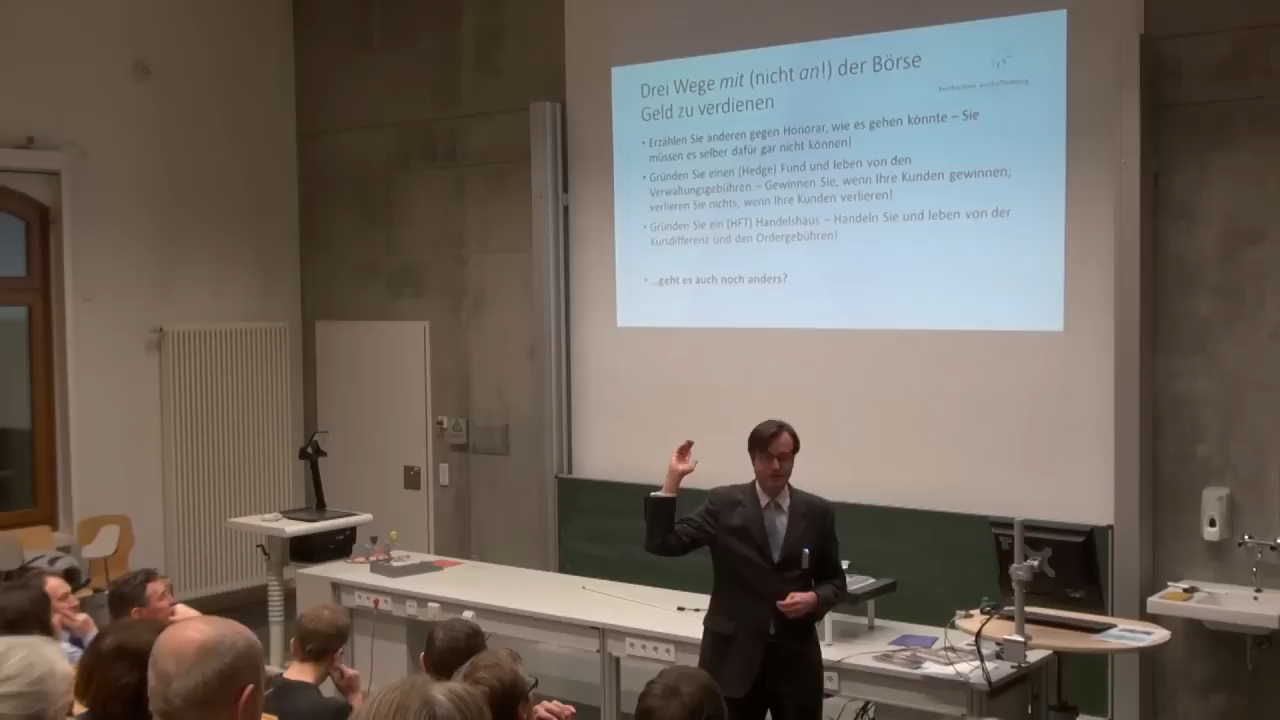 Drei Wege mit (nicht an!) der Börse
Geld zu verdienen
• Erzählen Sie anderen gegen Honorar, wie es gehen könnte – Sie
müssen es selber dafür gar nicht können!
• Gründen Sie einen (Hedge) Fund und leben von den
Verwaltungsgebühren – Gewinnen Sie, wenn Ihre Kunden gewinnen;
verlieren Sie nichts, wenn Ihre Kunden verlieren!
• Gründen Sie ein (HFT) Handelshaus – Handeln Sie und leben von der
Kursdifferenz und den Ordergebühren!
• ...geht es auch noch anders?